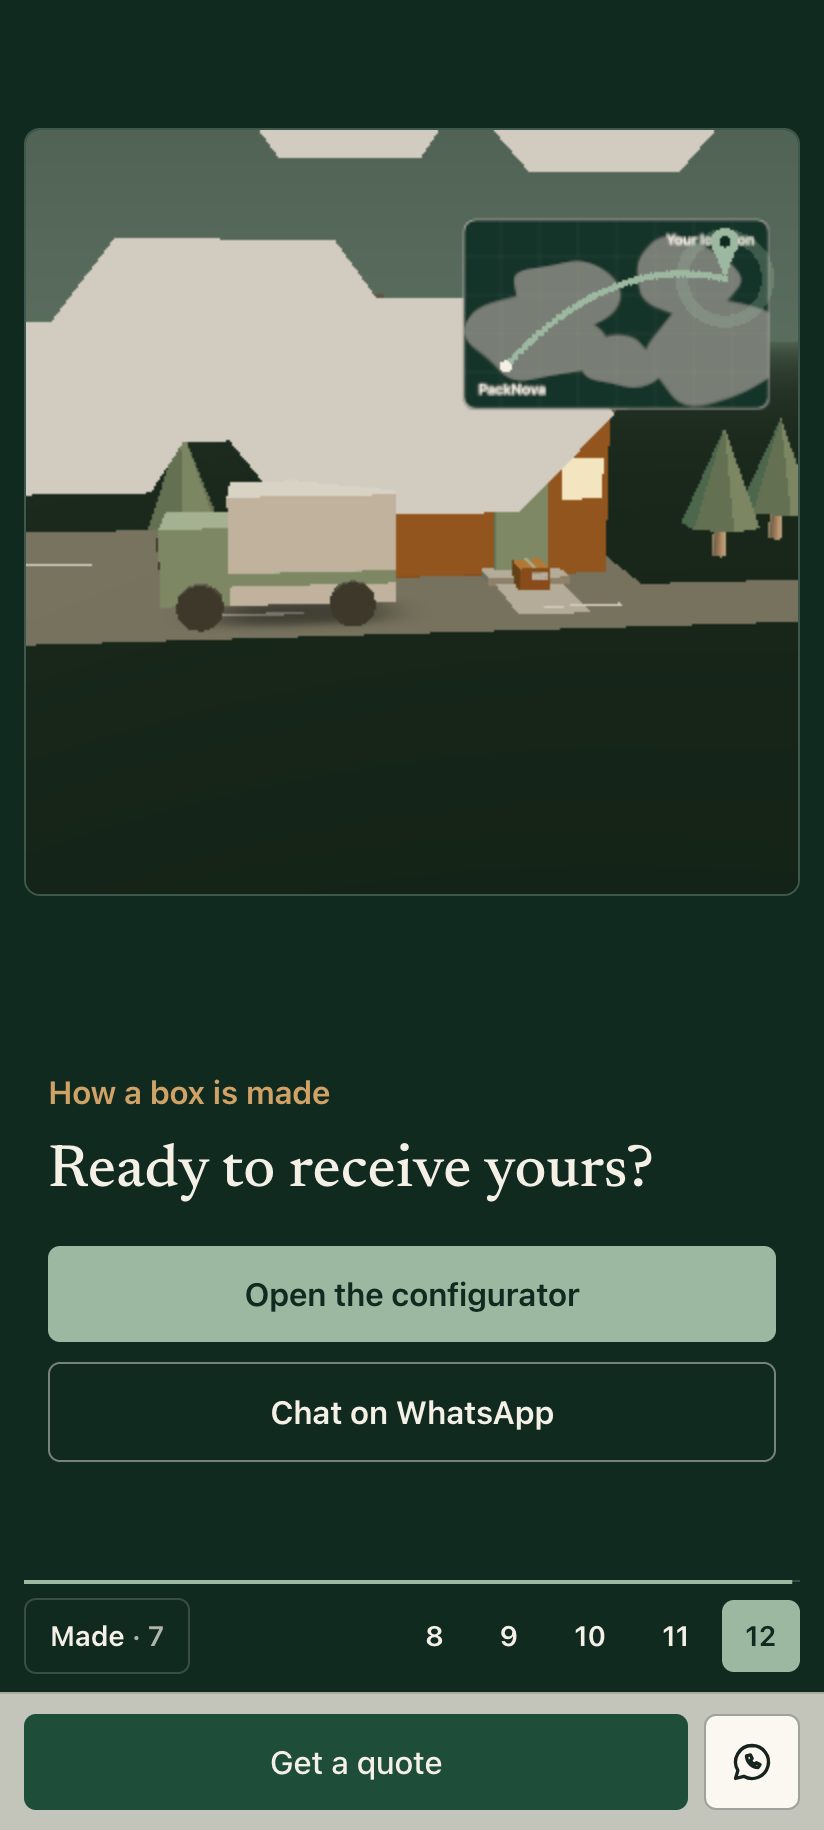 PackNova
How a box is made
Ready to receive yours?
Open the configurator
Chat on WhatsApp
Made · 7
8 9 10 11 12
Get a quote